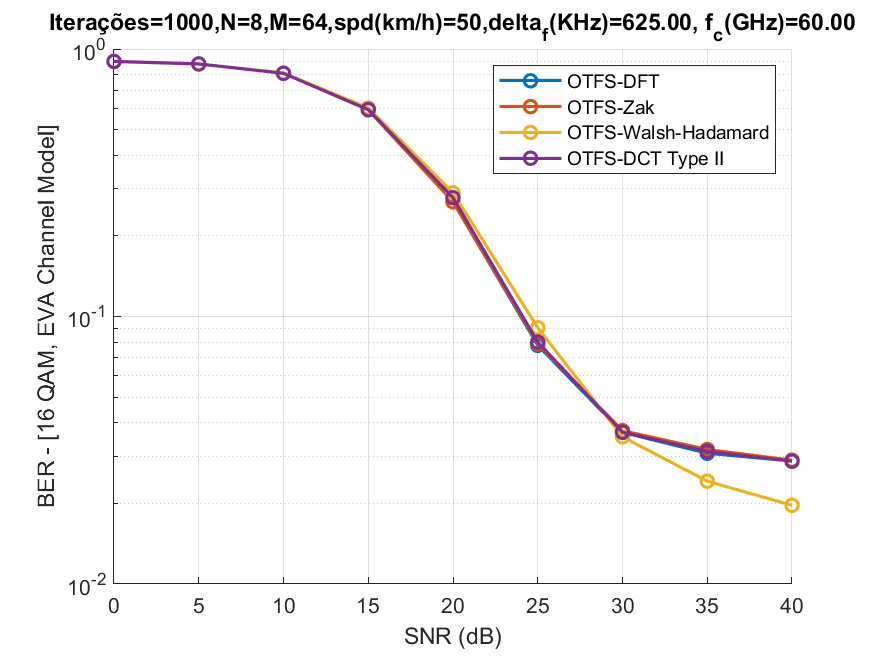 Iterações=1000,N=8,M=64,spd(km/h)=50,delta_f(KHz)=625.00, f_c(GHz)=60.00
10^0
OTFS-DFT
OTFS-Zak
OTFS-Walsh-Hadamard
OTFS-DCT Type II
10^-1
10^-2
BER - [16 QAM, EVA Channel Model]
0 5 10 15 20 25 30 35 40
SNR (dB)